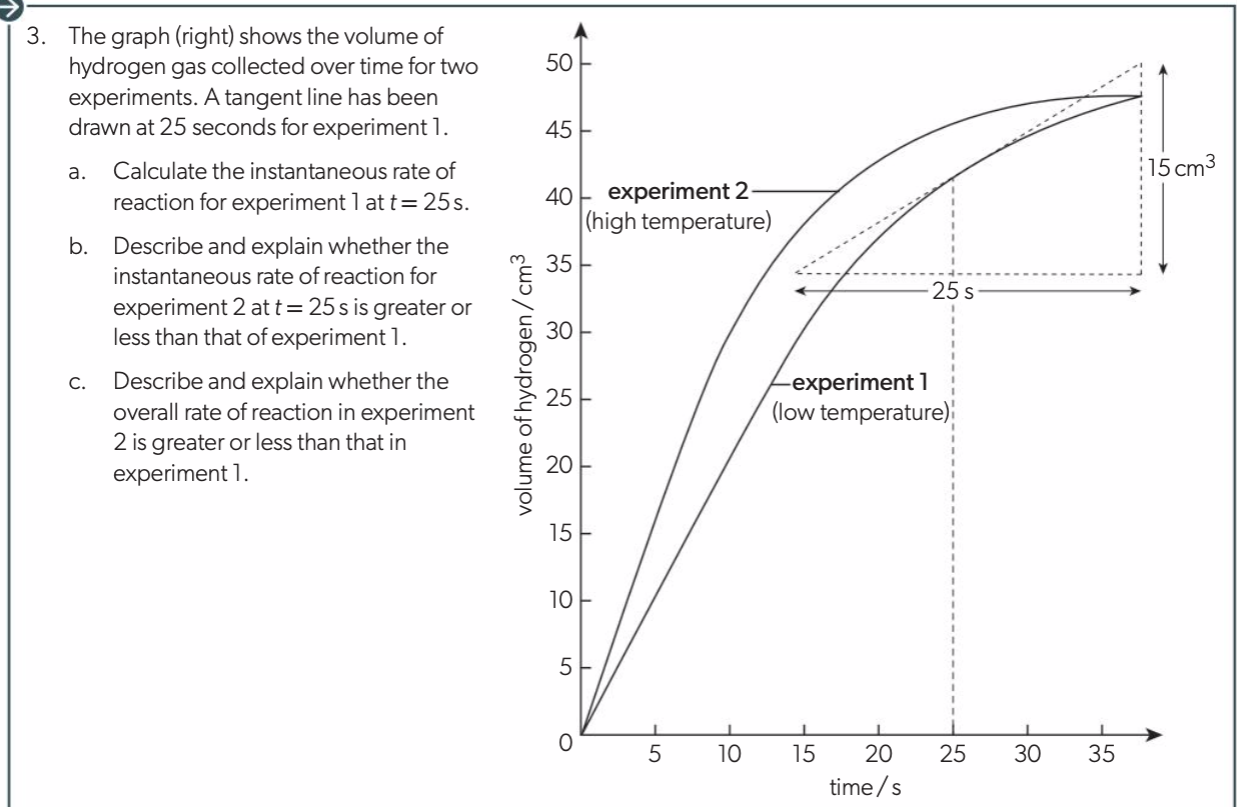 3. The graph (right) shows the volume of
hydrogen gas collected over time for two
experiments. A tangent line has been
drawn at 25 seconds for experiment 1.
a. Calculate the instantaneous rate of
reaction for experiment 1 at t = 25 s.
b. Describe and explain whether the
instantaneous rate of reaction for
experiment 2 at t = 25 s is greater or
less than that of experiment 1.
c. Describe and explain whether the
overall rate of reaction in experiment
2 is greater or less than that in
experiment 1.
volume of hydrogen / cm³
50
45
40
35
30
25
20
15
10
5
0
experiment 2
(high temperature)
15 cm³
25 s
experiment 1
(low temperature)
5 10 15 20 25 30 35
time / s